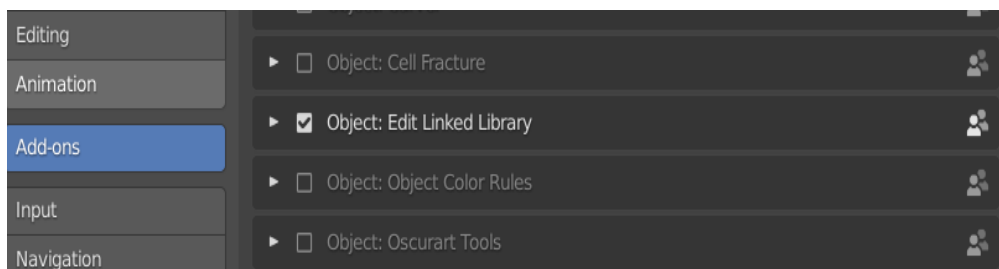 Editing
Animation
Add-ons
Input
Navigation
Object: Cell Fracture
Object: Edit Linked Library
Object: Object Color Rules
Object: Oscurart Tools